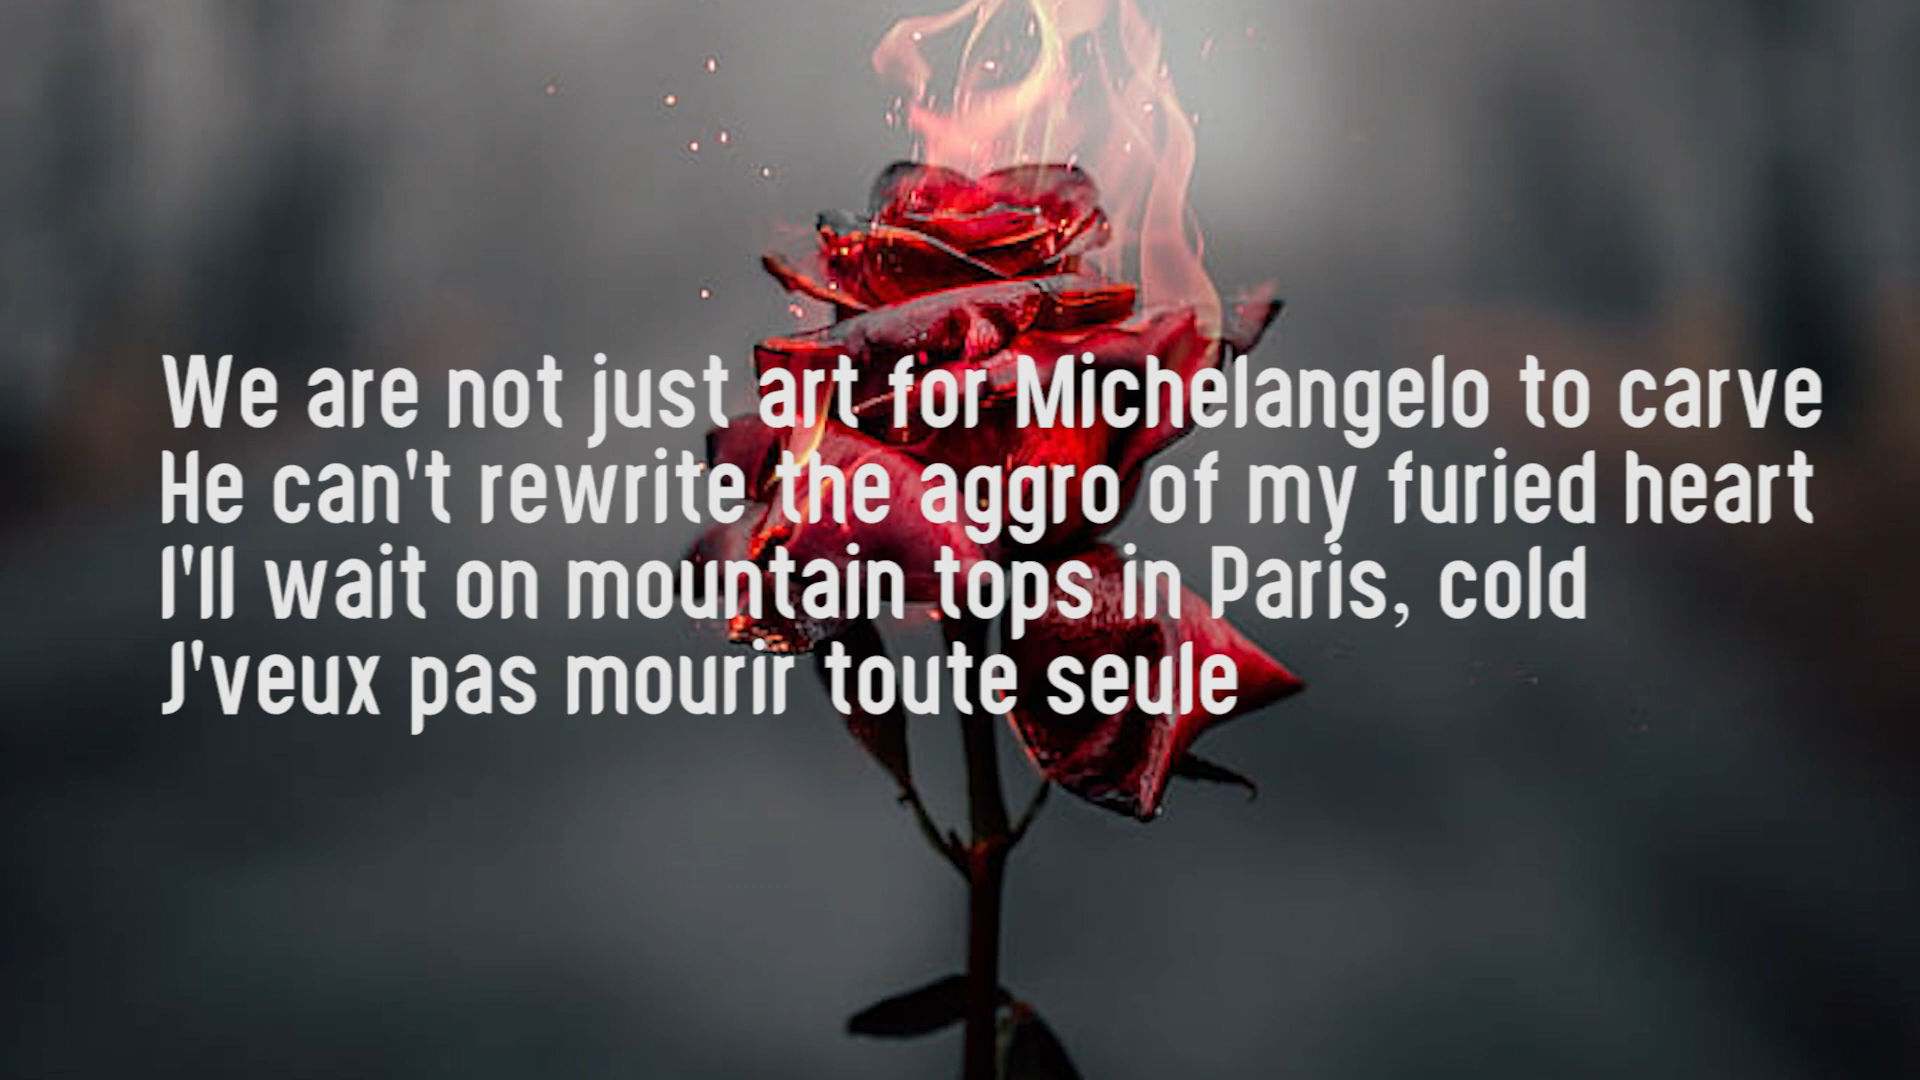 We are not just art for Michelangelo to carve
He can't rewrite the aggro of my furied heart
I'll wait on mountain tops in Paris, cold
J'veux pas mourir toute seule